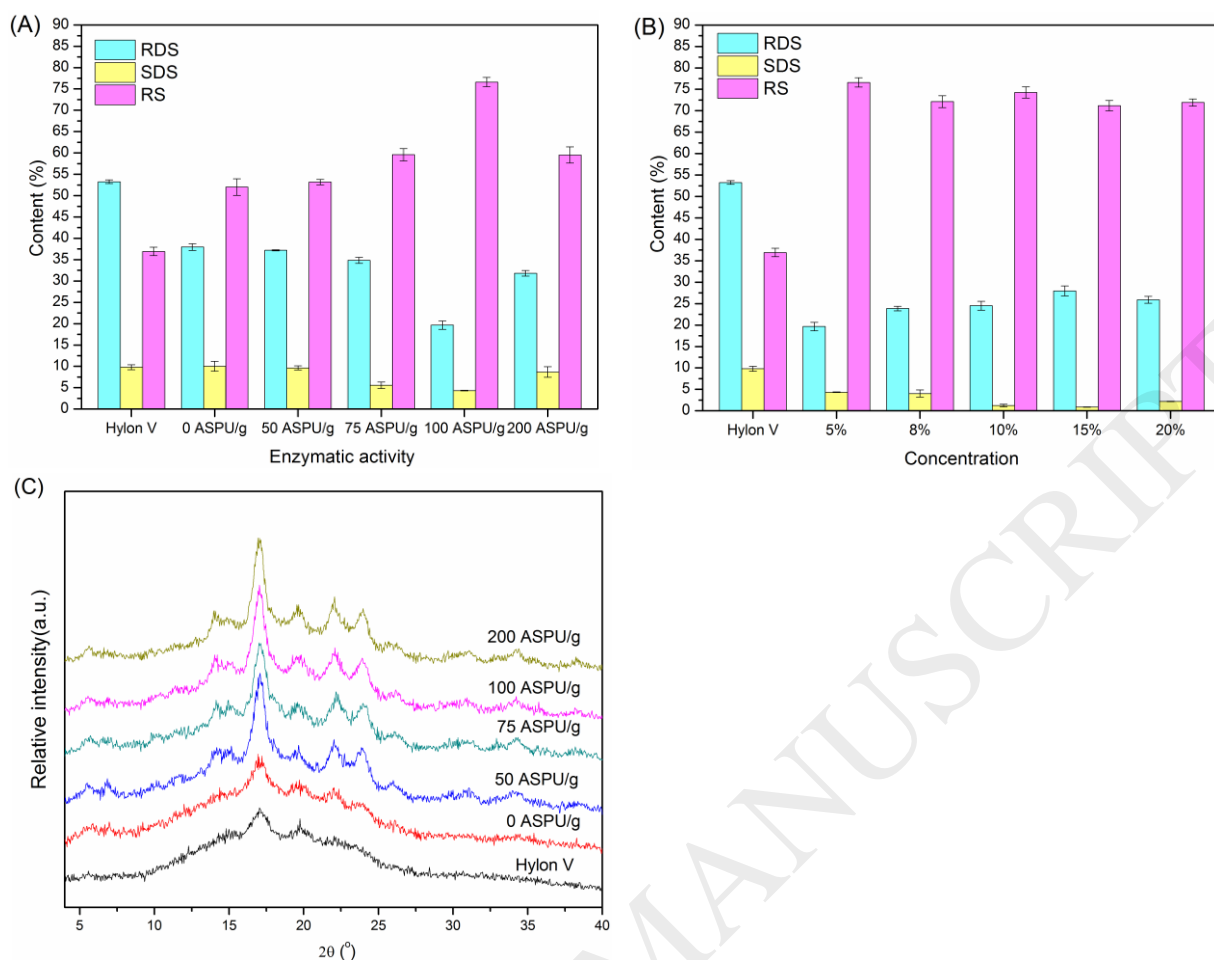 (A)
RDS
SDS
RS
90
85
80
75
70
65
60
55
50
45
40
35
30
25
20
15
10
5
0
Content (%)
Hylon V 0 ASPU/g 50 ASPU/g 75 ASPU/g 100 ASPU/g 200 ASPU/g
Enzymatic activity
(B)
RDS
SDS
RS
90
85
80
75
70
65
60
55
50
45
40
35
30
25
20
15
10
5
0
Content (%)
Hylon V 5% 8% 10% 15% 20%
Concentration
(C)
Relative intensity(a.u.)
200 ASPU/g
100 ASPU/g
75 ASPU/g
50 ASPU/g
0 ASPU/g
Hylon V
5 10 15 20 25 30 35 40
2θ (°)
MANUSCRIPT